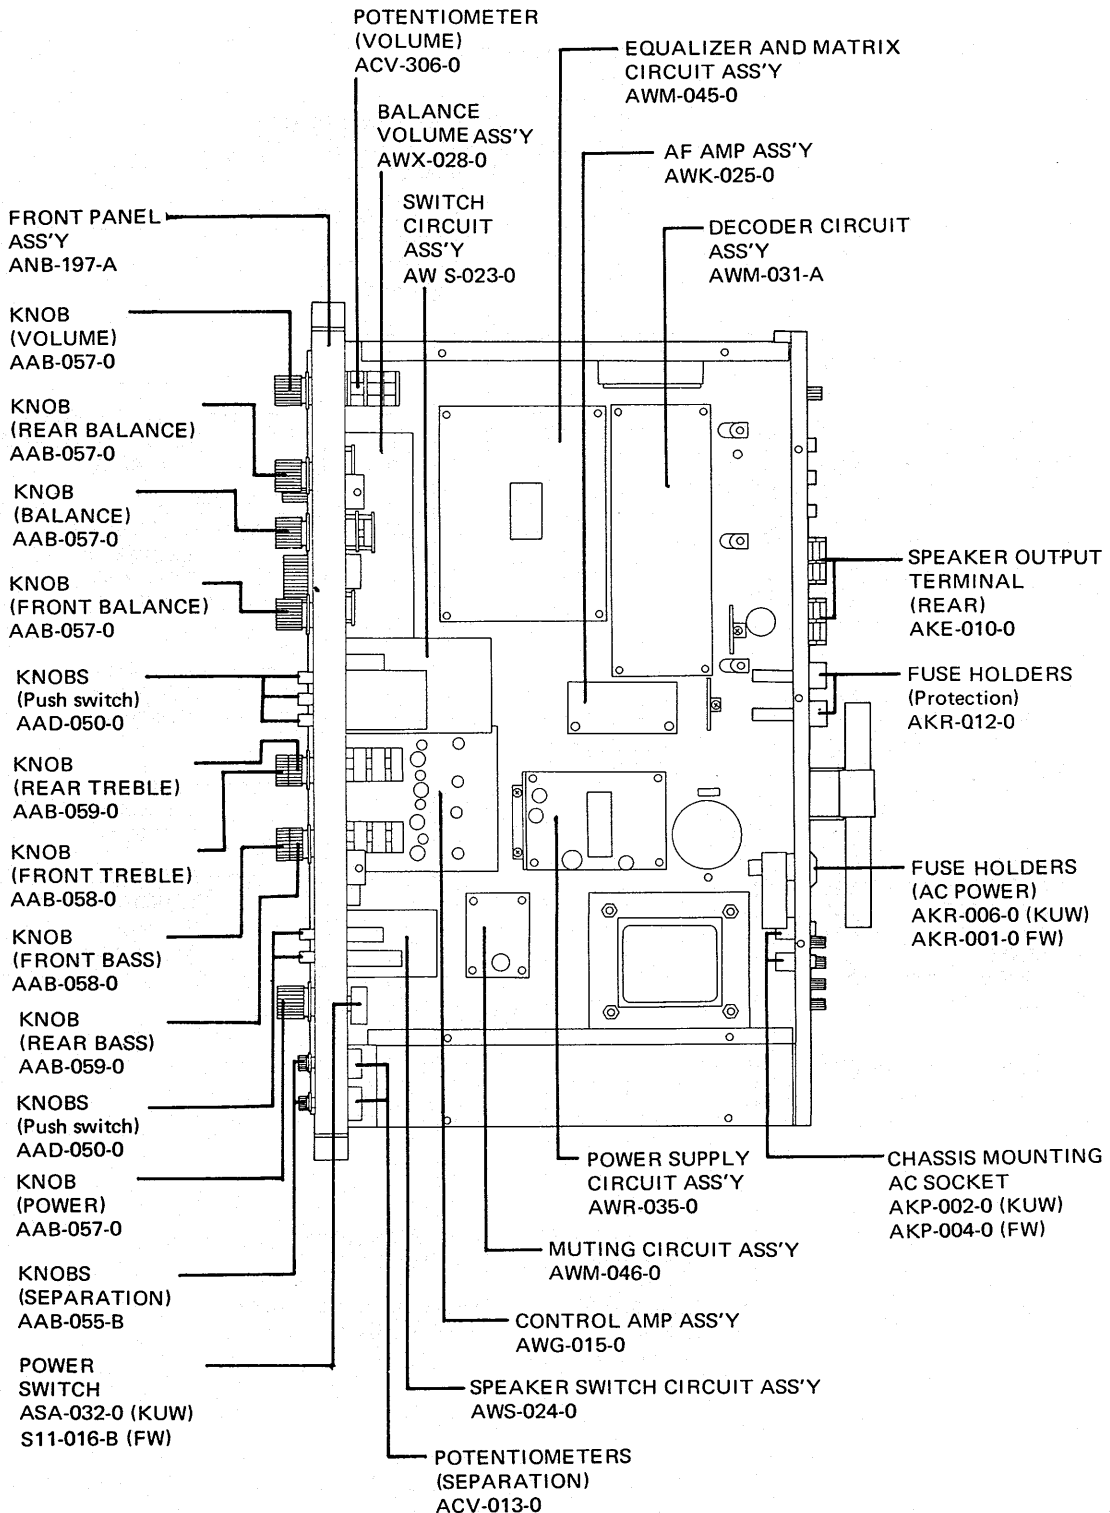 POTENTIOMETER
(VOLUME)
ACV-306-0
EQUALIZER AND MATRIX
CIRCUIT ASS'Y
AWM-045-0
BALANCE
VOLUME ASS'Y
AWX-028-0
AF AMP ASS'Y
AWK-025-0
SWITCH
CIRCUIT
ASS'Y
AW S-023-0
DECODER CIRCUIT
ASS'Y
AWM-031-A
FRONT PANEL
ASS'Y
ANB-197-A
KNOB
(VOLUME)
AAB-057-0
KNOB
(REAR BALANCE)
AAB-057-0
KNOB
(BALANCE)
AAB-057-0
KNOB
(FRONT BALANCE)
AAB-057-0
KNOBS
(Push switch)
AAD-050-0
KNOB
(REAR TREBLE)
AAB-059-0
KNOB
(FRONT TREBLE)
AAB-058-0
KNOB
(FRONT BASS)
AAB-058-0
KNOB
(REAR BASS)
AAB-059-0
KNOBS
(Push switch)
AAD-050-0
KNOB
(POWER)
AAB-057-0
KNOBS
(SEPARATION)
AAB-055-B
POWER
SWITCH
ASA-032-0 (KUW)
S11-016-B (FW)
SPEAKER OUTPUT
TERMINAL
(REAR)
AKE-010-0
FUSE HOLDERS
(Protection)
AKR-012-0
FUSE HOLDERS
(AC POWER)
AKR-006-0 (KUW)
AKR-001-0 FW)
CHASSIS MOUNTING
AC SOCKET
AKP-002-0 (KUW)
AKP-004-0 (FW)
POWER SUPPLY
CIRCUIT ASS'Y
AWR-035-0
MUTING CIRCUIT ASS'Y
AWM-046-0
CONTROL AMP ASS'Y
AWG-015-0
SPEAKER SWITCH CIRCUIT ASS'Y
AWS-024-0
POTENTIOMETERS
(SEPARATION)
ACV-013-0